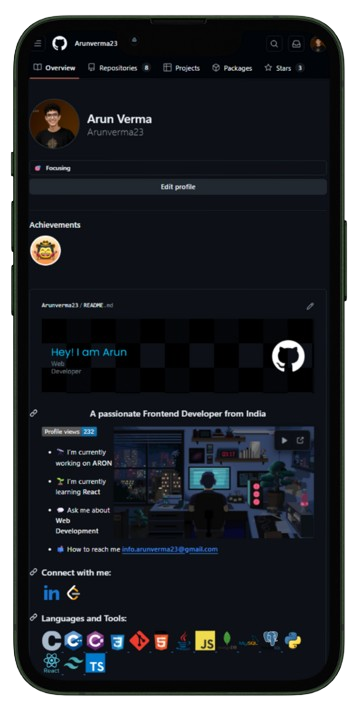 Arunverma23
Overview
Repositories 8
Projects
Packages
Stars 3
Arun Verma
Arunverma23
Focusing
Edit profile
Achievements
Arunverma23 / README.md
Hey! I am Arun
Web
Developer
A passionate Frontend Developer from India
Profile views 232
I'm currently
working on ARON
I'm currently
learning React
Ask me about
Web
Development
How to reach me info.arunverma23@gmail.com
Connect with me:
in
Languages and Tools:
JS
React
TS